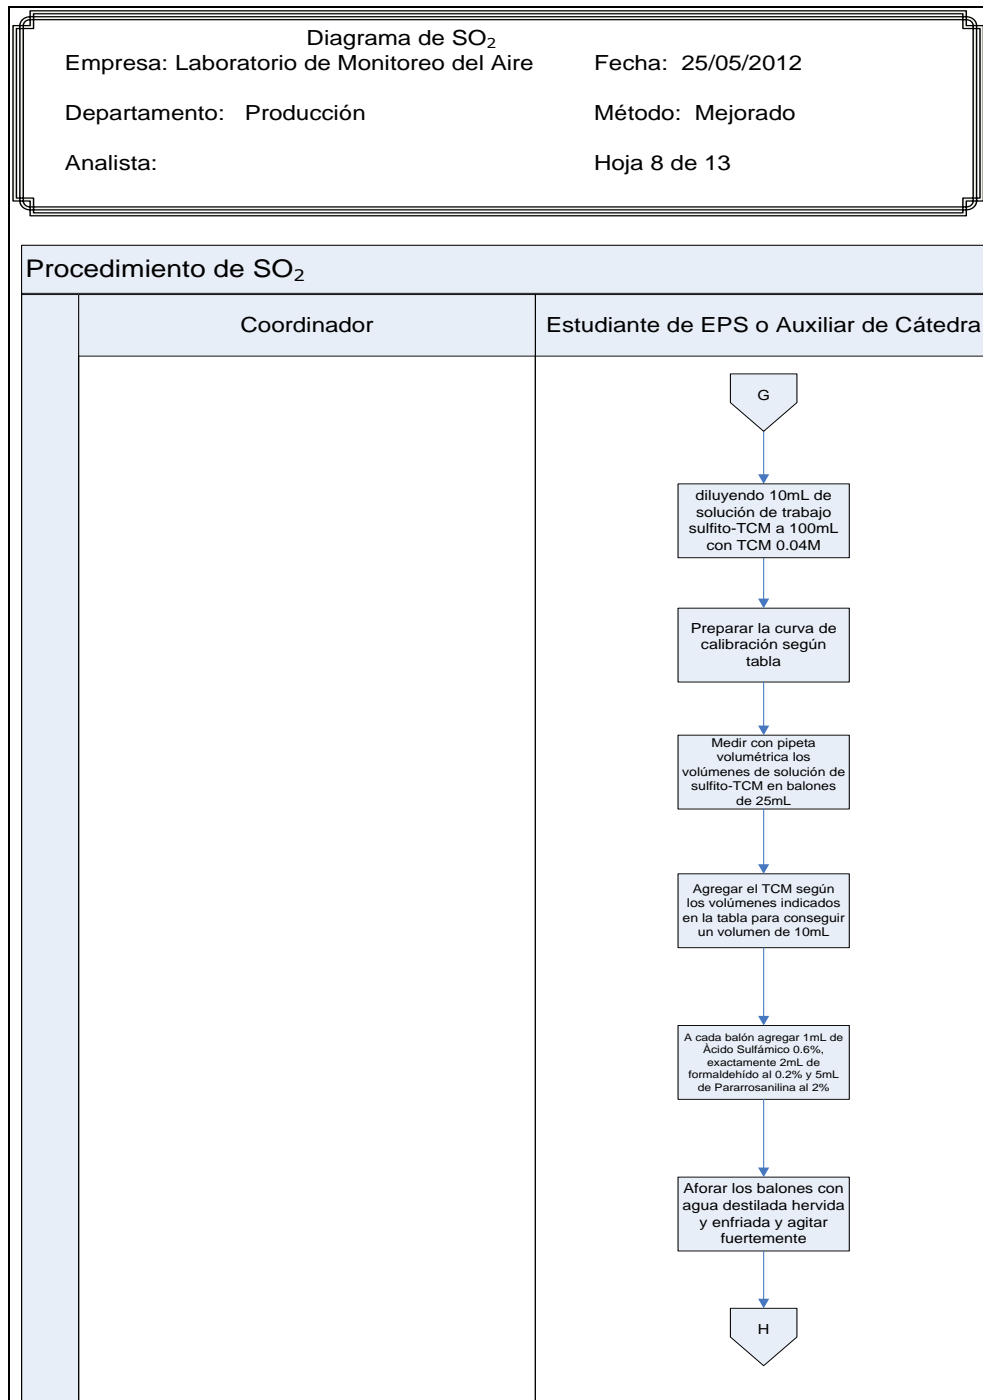 Diagrama de SO₂
Empresa: Laboratorio de Monitoreo del Aire Fecha: 25/05/2012
Departamento: Producción Método: Mejorado
Analista: Hoja 8 de 13
Procedimiento de SO₂
Coordinador Estudiante de EPS o Auxiliar de Cátedra
G
diluyendo 10mL de
solución de trabajo
sulfito-TCM a 100mL
con TCM 0.04M
Preparar la curva de
calibración según
tabla
Medir con pipeta
volumétrica los
volúmenes de solución de
sulfito-TCM en balones
de 25mL
Agregar el TCM según
los volúmenes indicados
en la tabla para conseguir
un volumen de 10mL
A cada balón agregar 1mL de
Àcido Sulfámico 0.6%,
exactamente 2mL de
formaldehído al 0.2% y 5mL
de Pararrosanilina al 2%
Aforar los balones con
agua destilada hervida
y enfriada y agitar
fuertemente
H